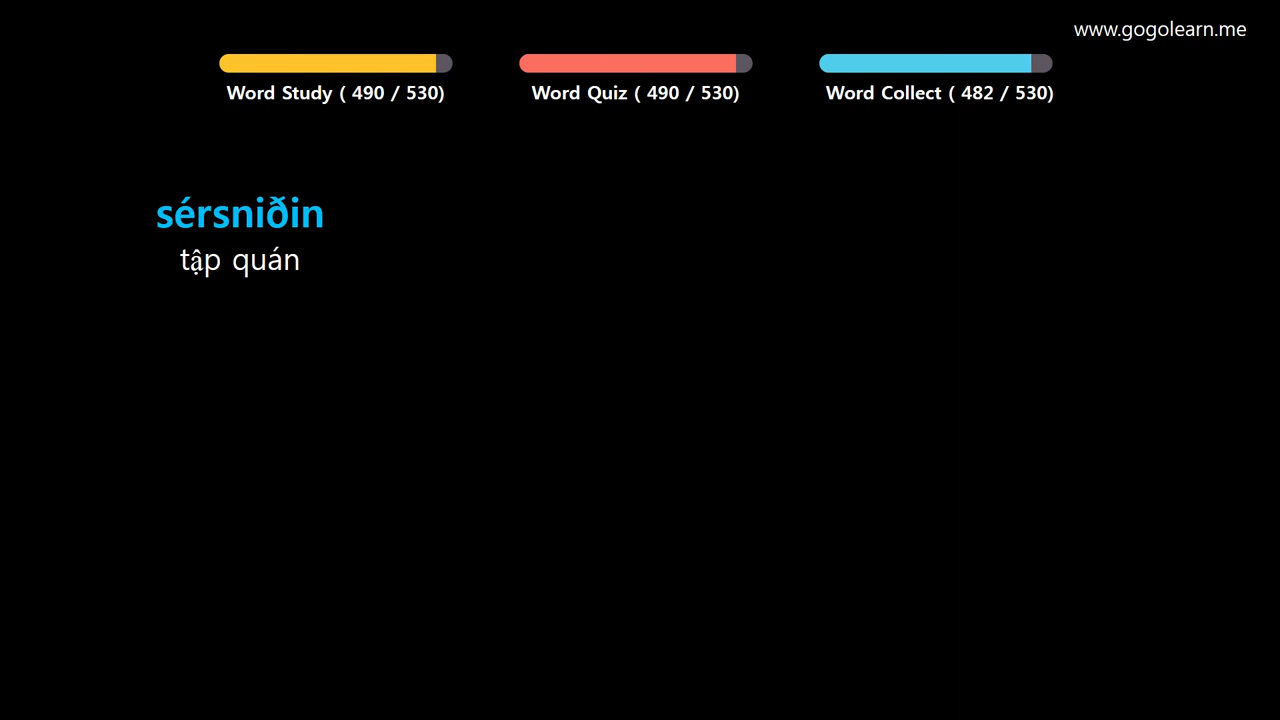 www.gogolearn.me
Word Study ( 490 / 530)
Word Quiz ( 490 / 530)
Word Collect ( 482 / 530)
sérsniðin
tập quán